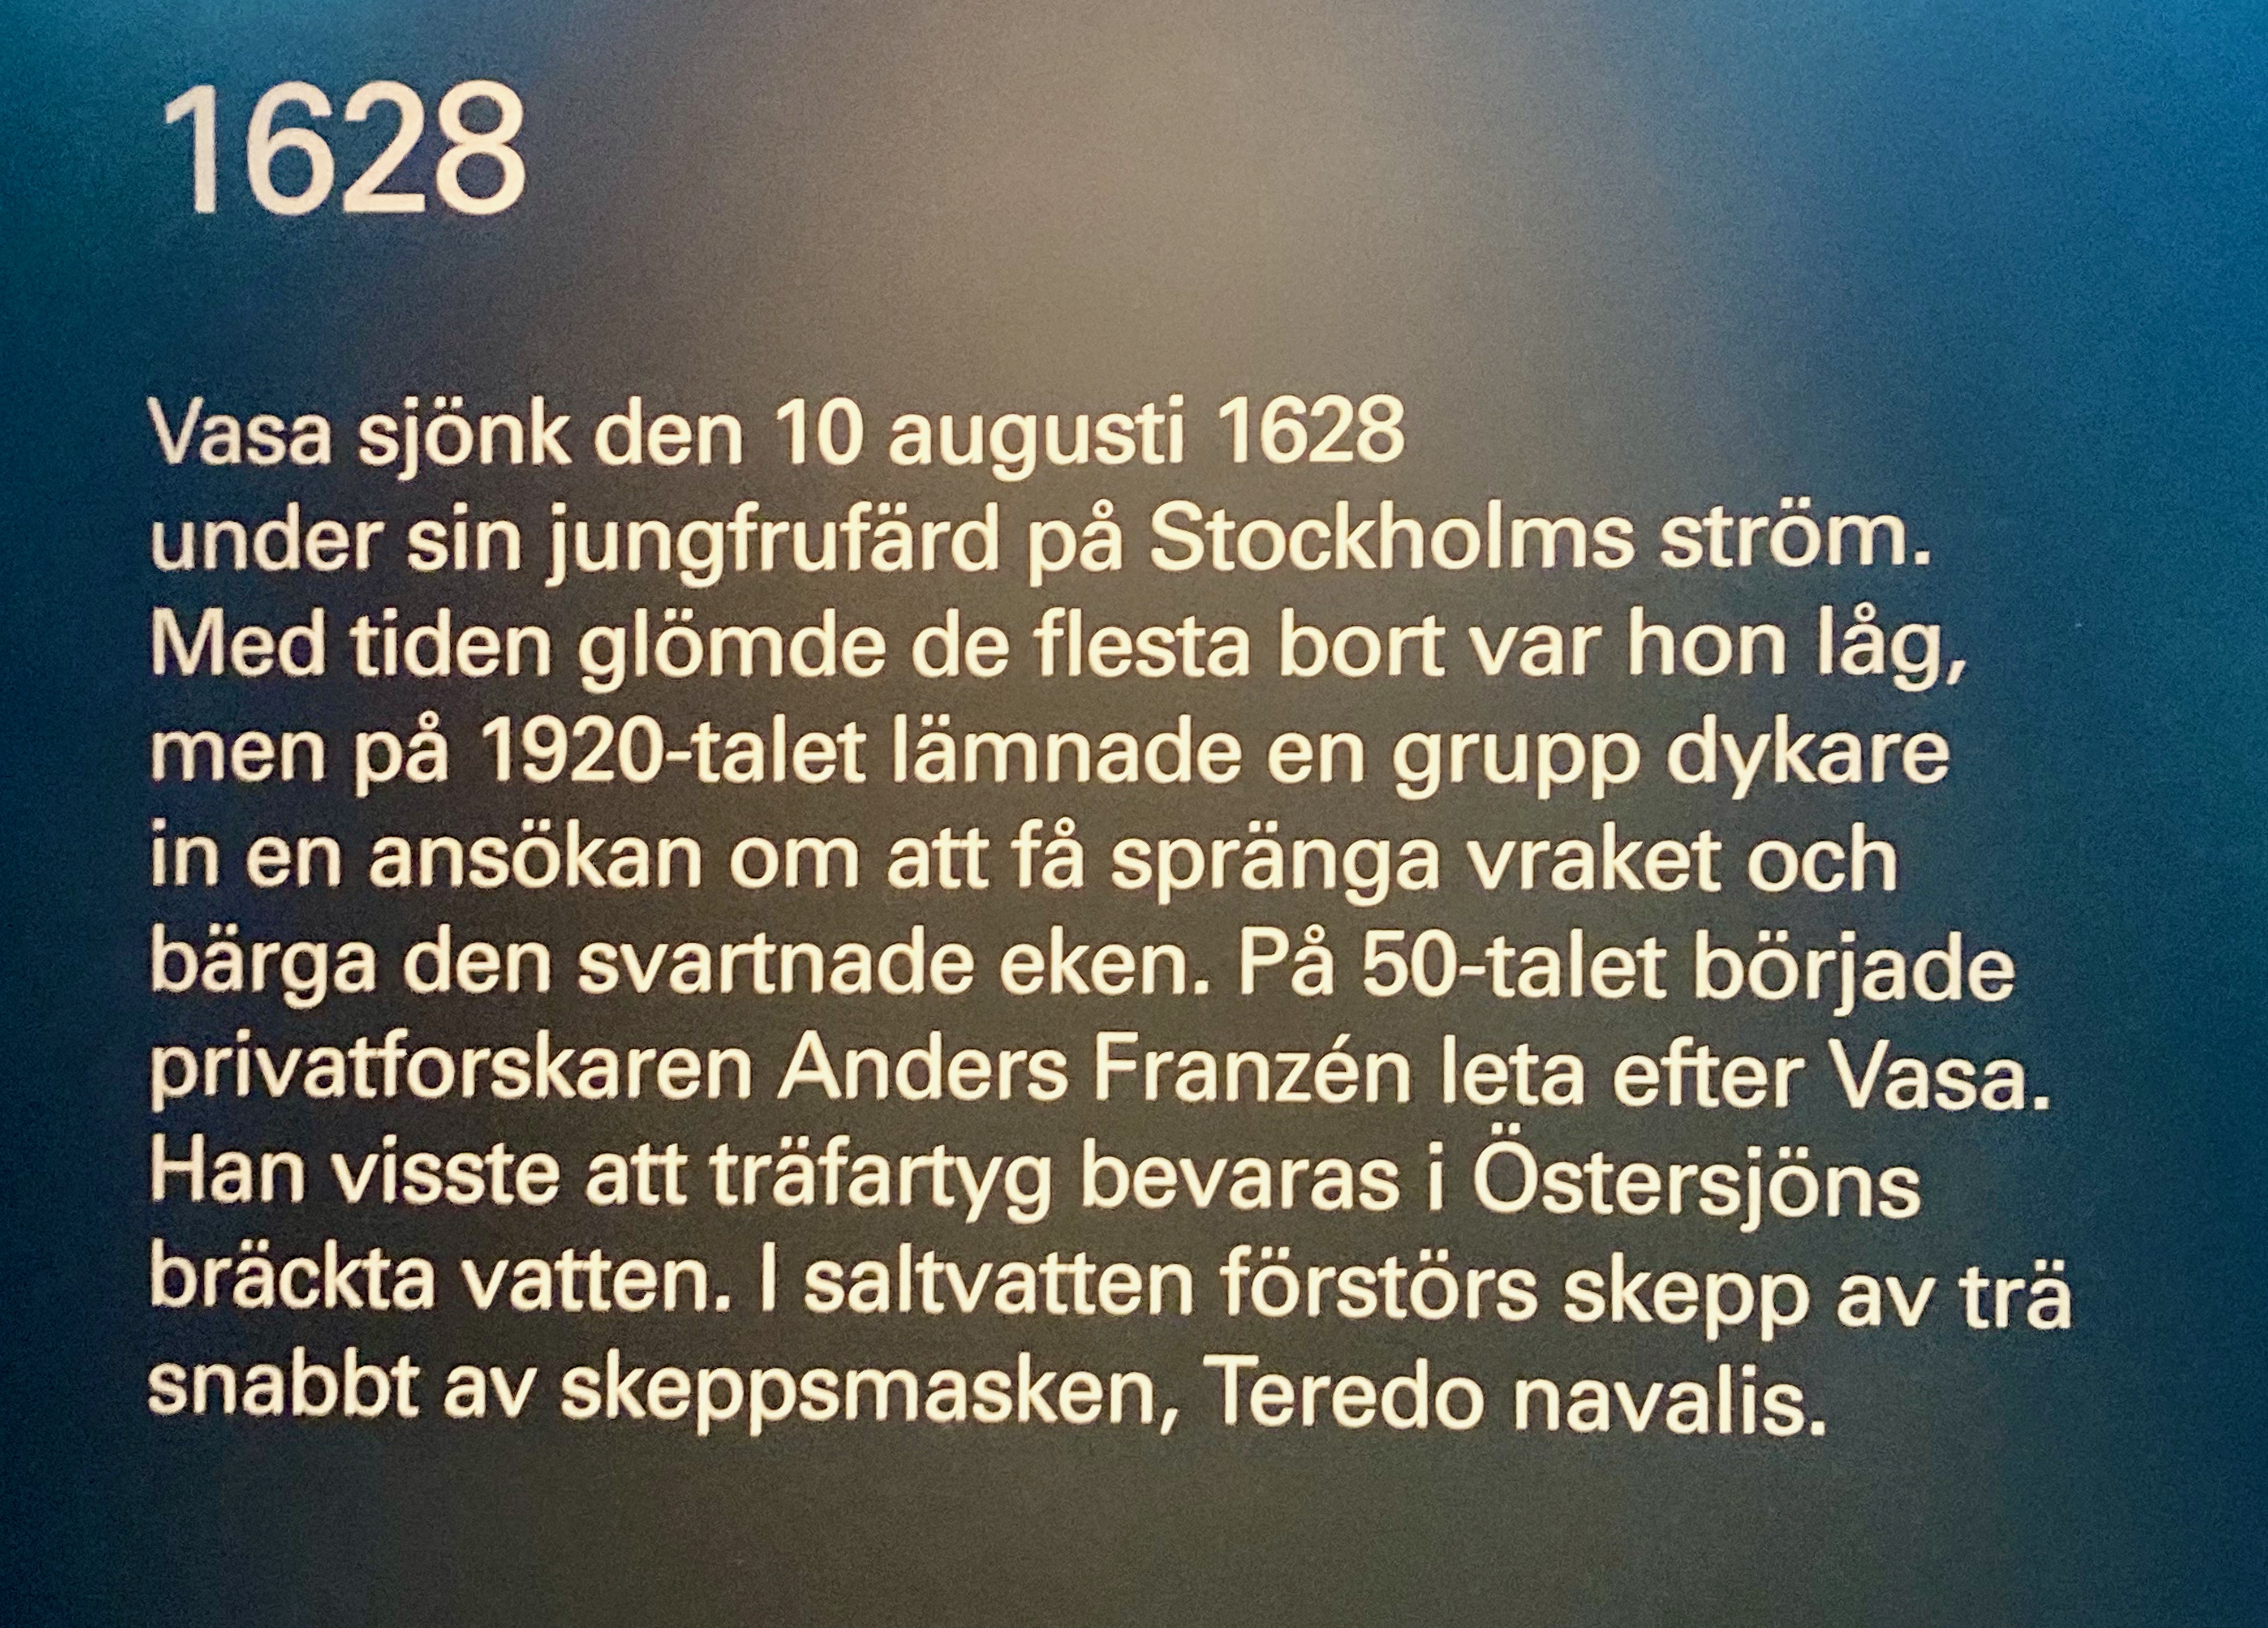 1628
Vasa sjönk den 10 augusti 1628
under sin jungfrufärd på Stockholms ström.
Med tiden glömde de flesta bort var hon låg,
men på 1920-talet lämnade en grupp dykare
in en ansökan om att få spränga vraket och
bärga den svartnade eken. På 50-talet började
privatforskaren Anders Franzén leta efter Vasa.
Han visste att träfartyg bevaras i Östersjöns
bräckta vatten. I saltvatten förstörs skepp av trä
snabbt av skeppsmasken, Teredo navalis.